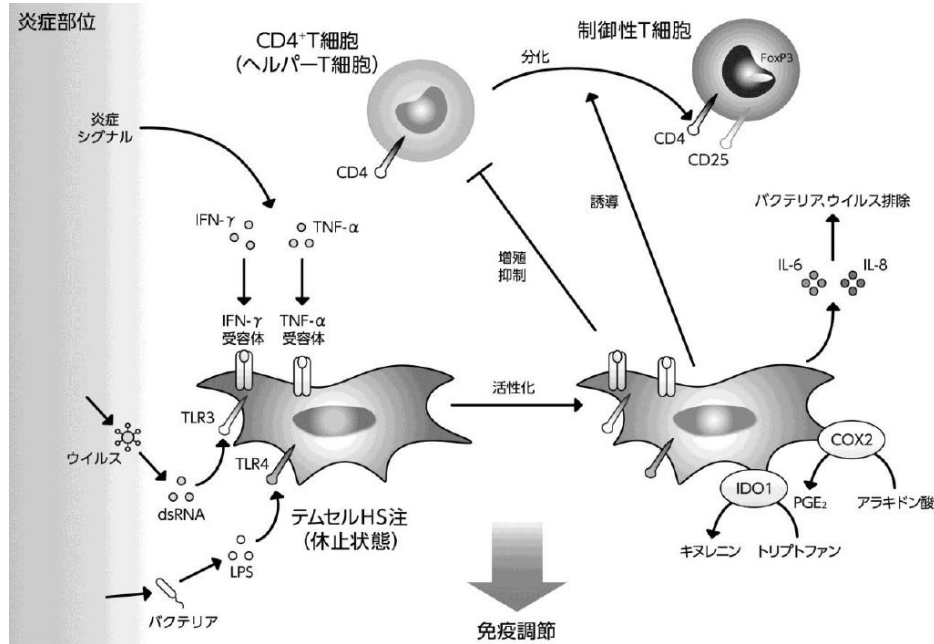 炎症部位
CD4⁺T細胞
(ヘルパーT細胞)
制御性T細胞
分化
FoxP3
CD4
CD25
CD4
炎症
シグナル
IFN-γ
TNF-α
誘導
増殖
抑制
バクテリア、ウイルス排除
IL-6
IL-8
IFN-γ
受容体
TNF-α
受容体
活性化
TLR3
TLR4
ウイルス
dsRNA
LPS
バクテリア
テムセルHS注
(休止状態)
COX2
IDO1
PGE₂
アラキドン酸
キヌレニン
トリプトファン
免疫調節